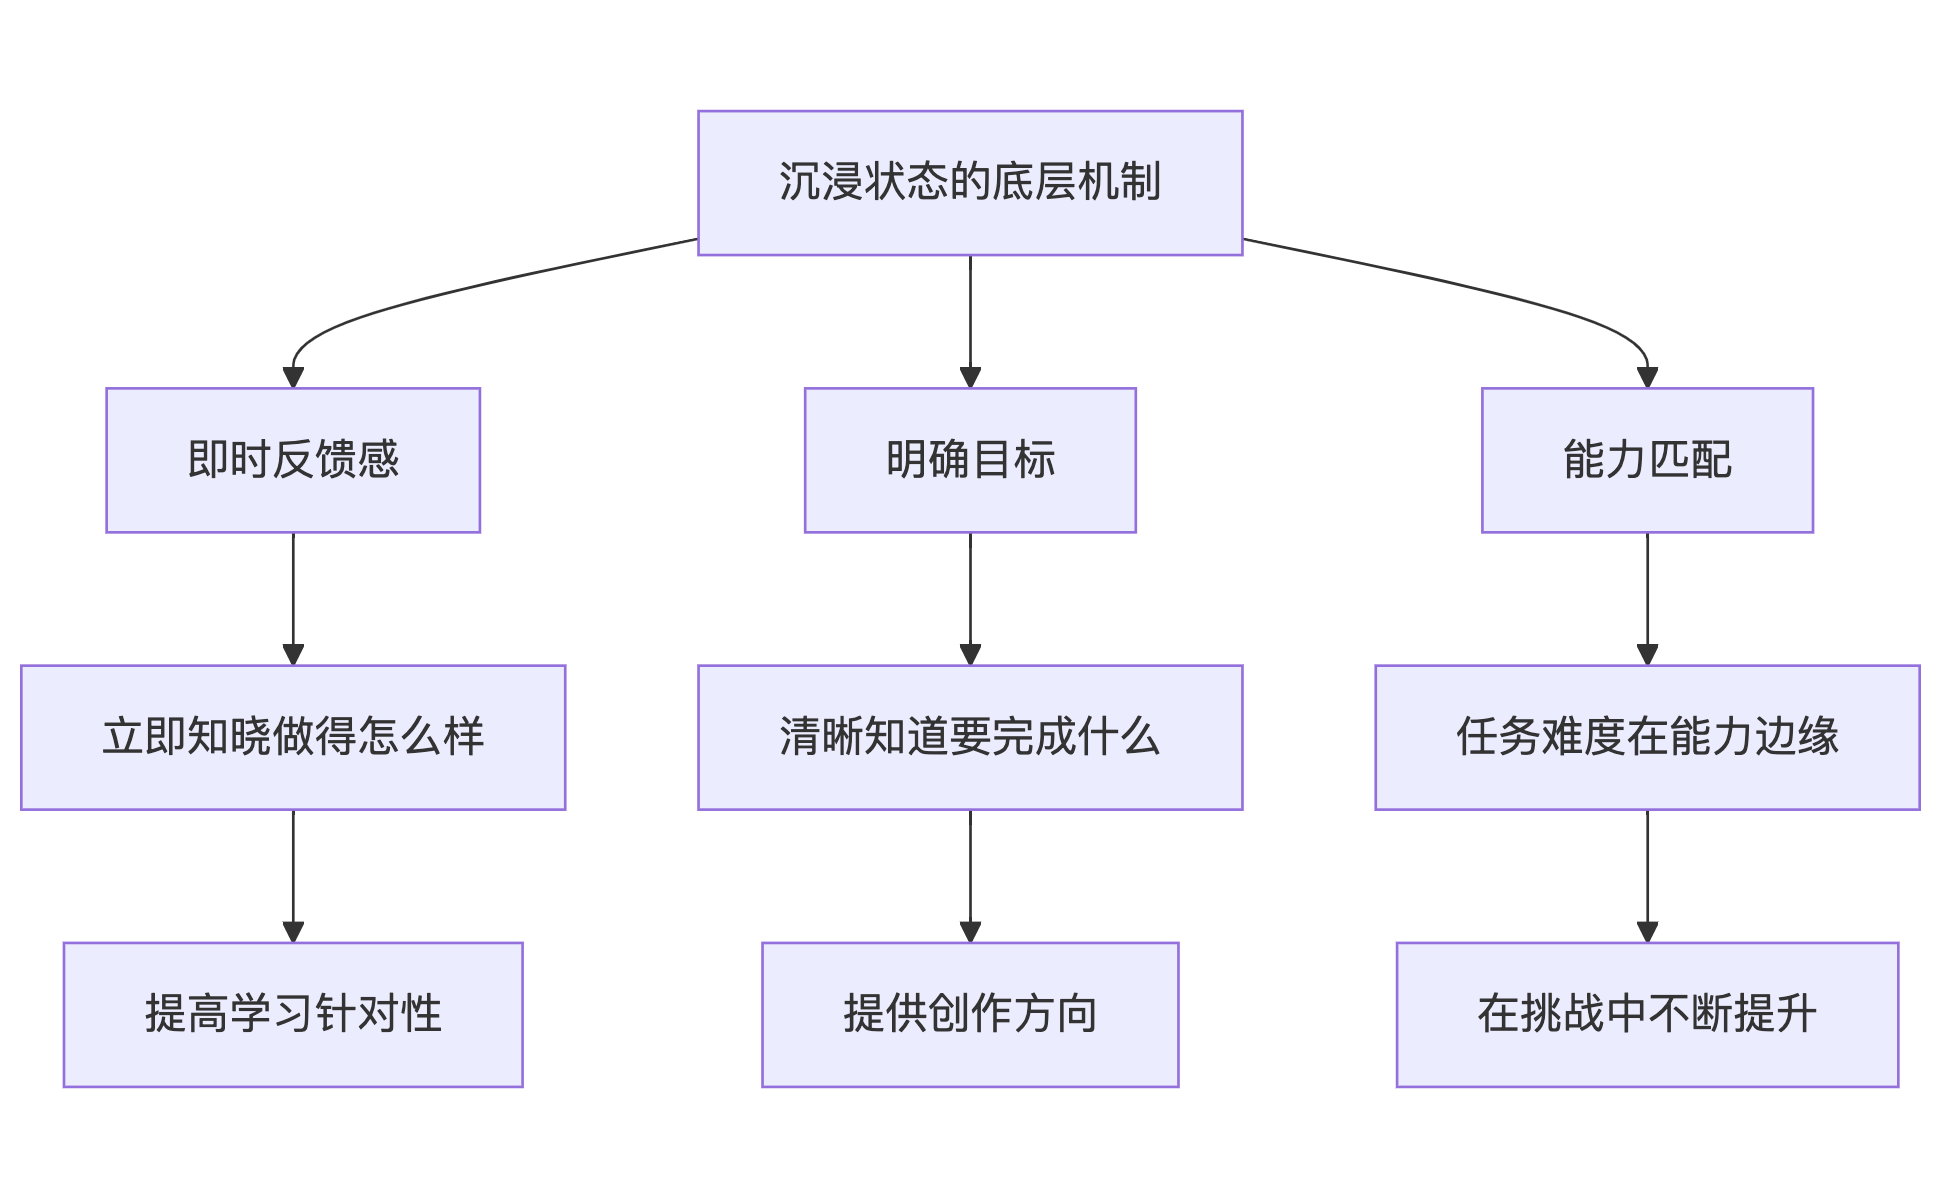 沉浸状态的底层机制
即时反馈感
明确目标
能力匹配
立即知晓做得怎么样
清晰知道要完成什么
任务难度在能力边缘
提高学习针对性
提供创作方向
在挑战中不断提升